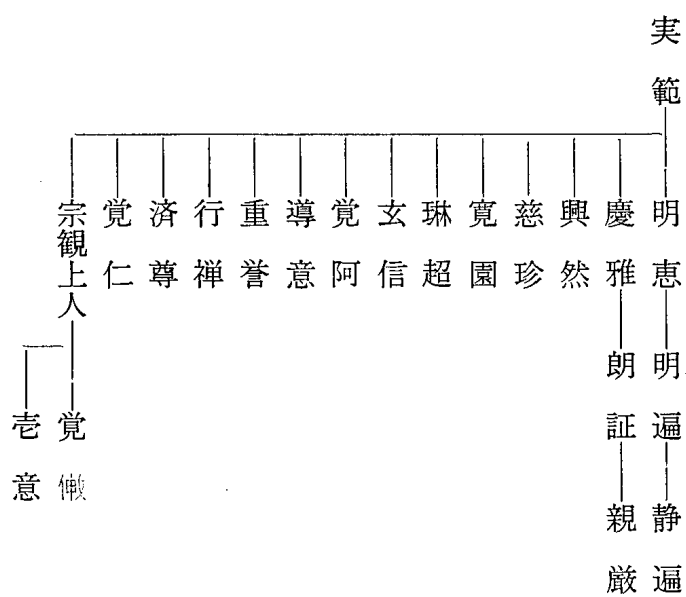 実範
明恵
明遍
静遍
慶雅
朗証
親厳
興然
慈珍
寛園
琳超
玄信
覚阿
導意
重誉
行禅
済尊
覚仁
宗観上人
覚
壱意